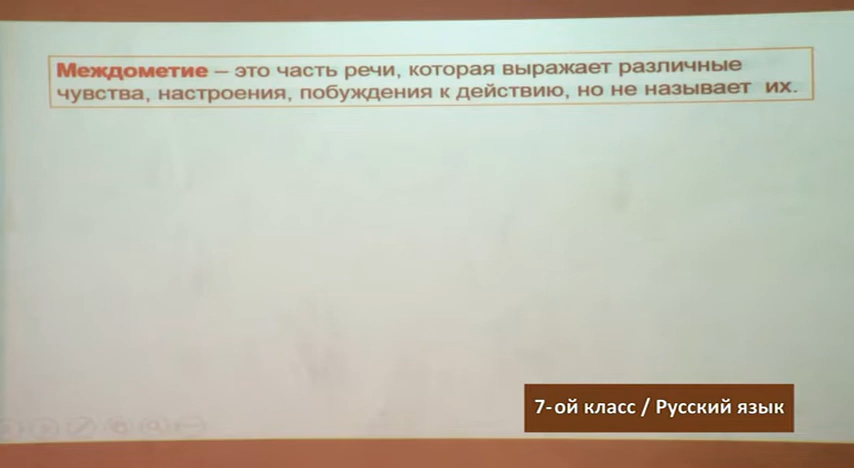 Междометие – это часть речи, которая выражает различные
чувства, настроения, побуждения к действию, но не называет их.
7-ой класс / Русский язык